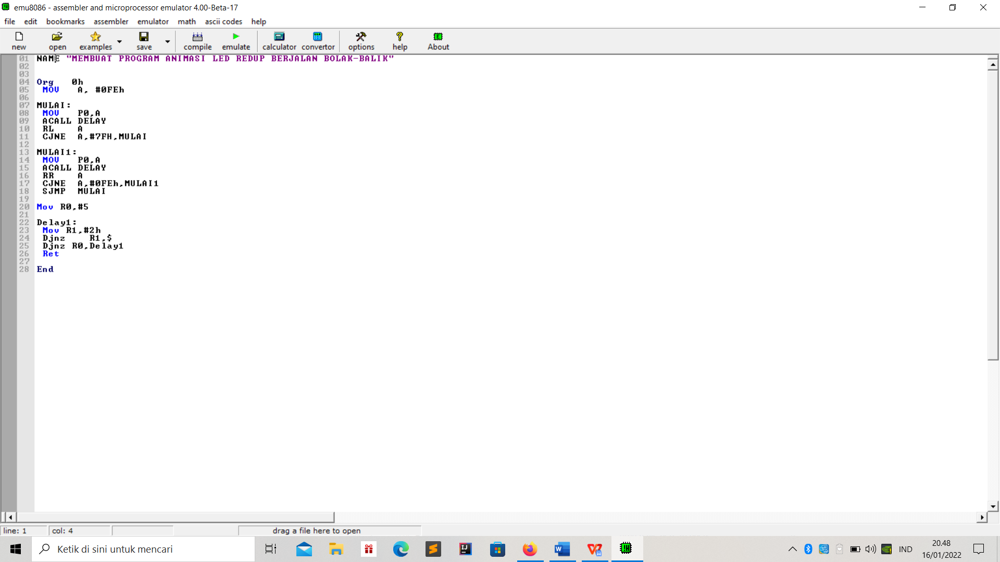 emu8086 - assembler and microprocessor emulator 4.00-Beta-17
file edit bookmarks assembler emulator math ascii codes help
new open examples save compile emulate calculator convertor options help About
01 NAME "MEMBUAT PROGRAM ANIMASI LED REDUP BERJALAN BOLAK-BALIK"
02
03
04 Org 0h
05 MOV A, #0FEh
06
07 MULAI:
08 MOV P0,A
09 ACALL DELAY
10 RL A
11 CJNE A,#7FH,MULAI
12
13 MULAI1:
14 MOV P0,A
15 ACALL DELAY
16 RR A
17 CJNE A,#0FEh,MULAI1
18 SJMP MULAI
19
20 Mov R0,#5
21
22 Delay1:
23 Mov R1,#2h
24 Djnz R1,$
25 Djnz R0,Delay1
26 Ret
27
28 End
line: 1 col: 4 drag a file here to open
Ketik di sini untuk mencari
IND
20.48
16/01/2022